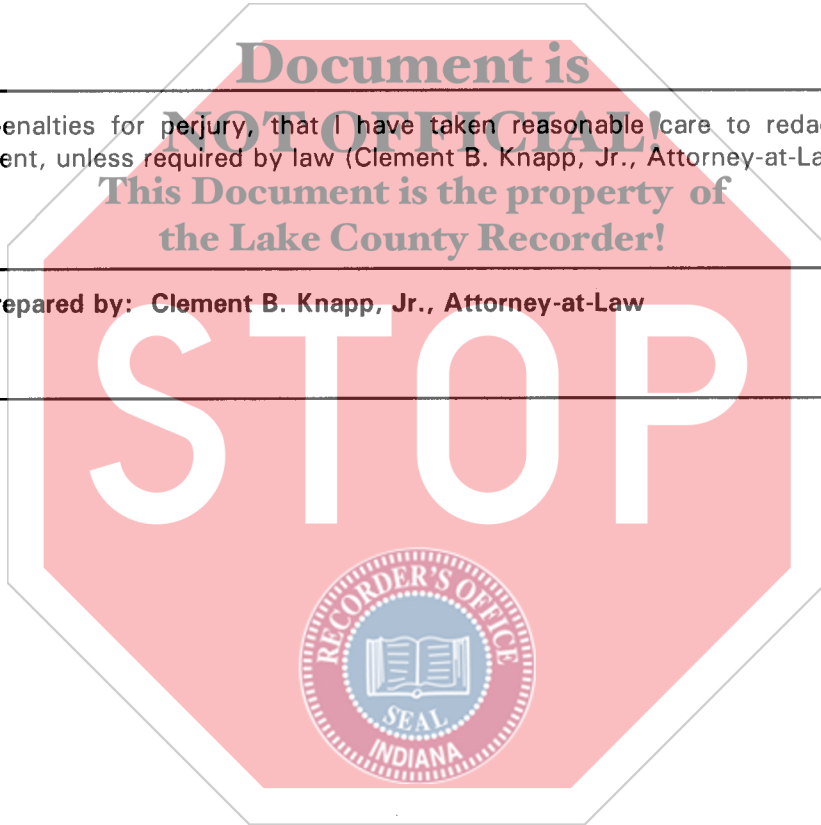 Document is
NOT OFFICIAL!
enalties for perjury, that I have taken reasonable care to reda
ent, unless required by law (Clement B. Knapp, Jr., Attorney-at-La
This Document is the property of
the Lake County Recorder!
epared by: Clement B. Knapp, Jr., Attorney-at-Law
STOP
RECORDER'S OFFICE
SEAL
INDIANA